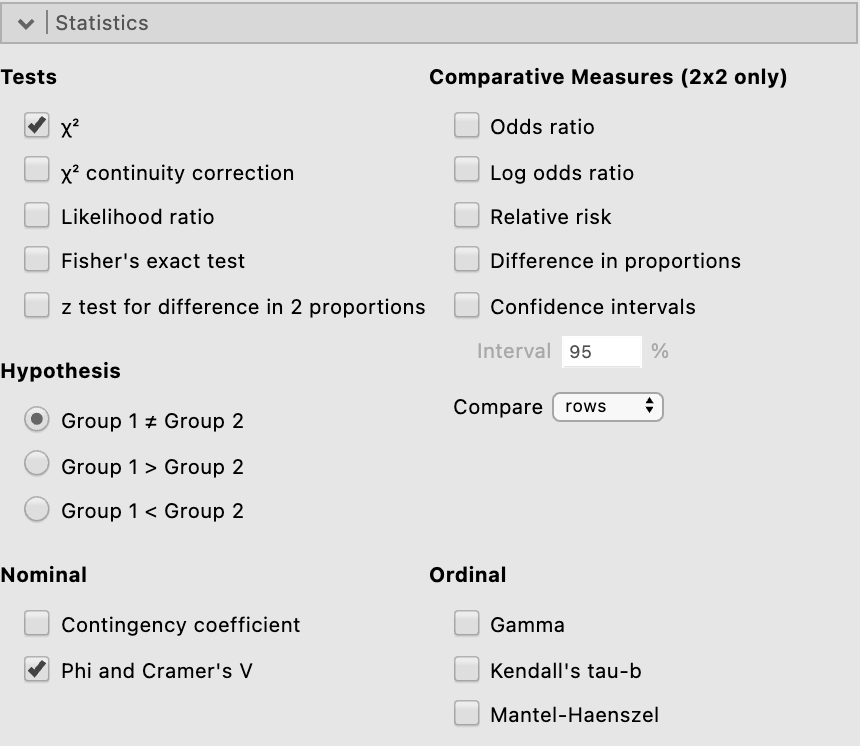 Statistics
Tests
χ²
χ² continuity correction
Likelihood ratio
Fisher's exact test
z test for difference in 2 proportions
Hypothesis
Group 1 ≠ Group 2
Group 1 > Group 2
Group 1 < Group 2
Comparative Measures (2x2 only)
Odds ratio
Log odds ratio
Relative risk
Difference in proportions
Confidence intervals
Interval 95 %
Compare rows
Nominal
Contingency coefficient
Phi and Cramer's V
Ordinal
Gamma
Kendall's tau-b
Mantel-Haenszel